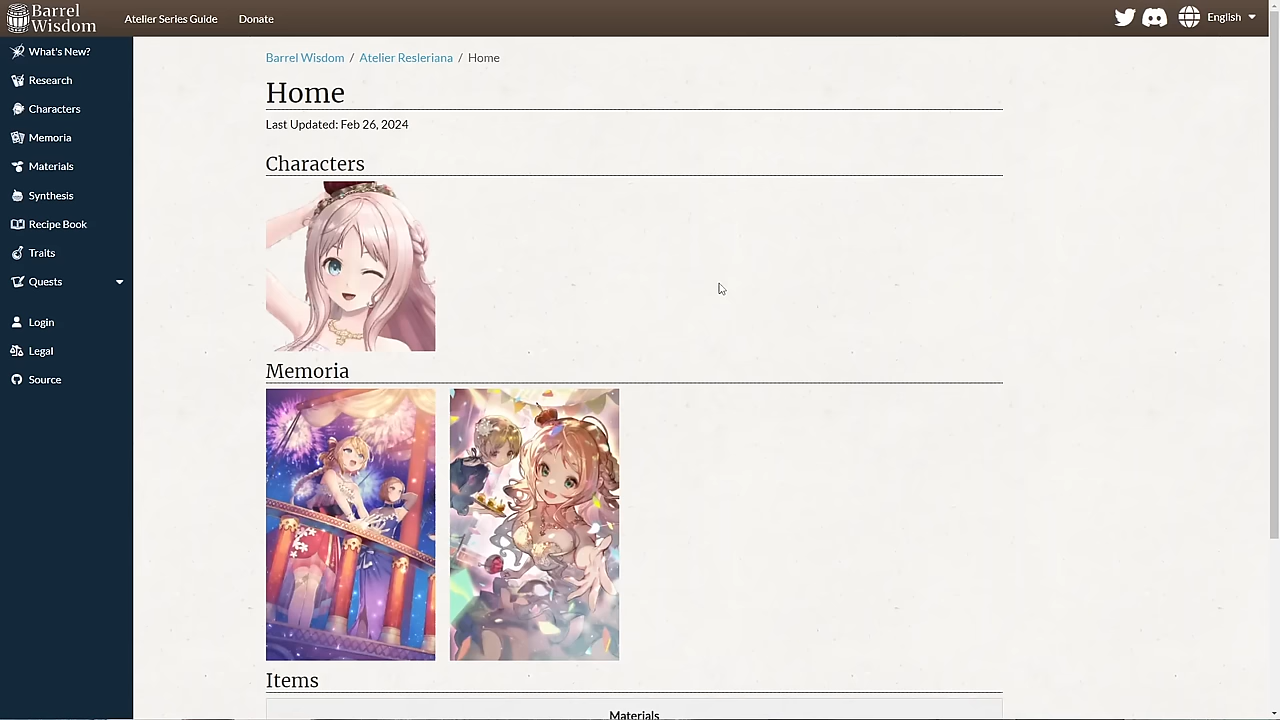 Barrel Wisdom
Atelier Series Guide
Donate
English
What's New?
Research
Characters
Memoria
Materials
Synthesis
Recipe Book
Traits
Quests
Login
Legal
Source
Barrel Wisdom / Atelier Resleriana / Home
Home
Last Updated: Feb 26, 2024
Characters
Memoria
Items
Materials